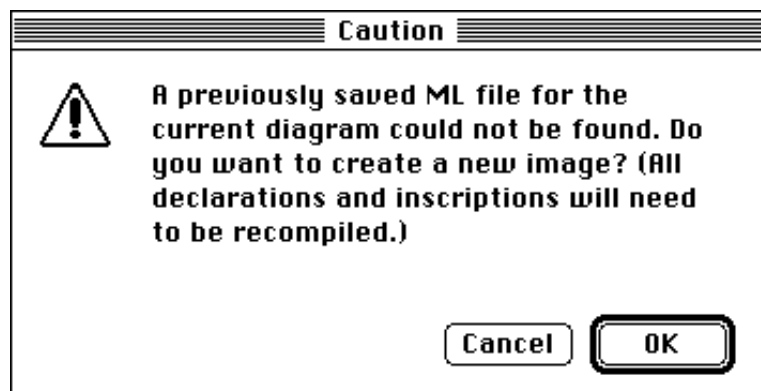 Caution
A previously saved ML file for the
current diagram could not be found. Do
you want to create a new image? (All
declarations and inscriptions will need
to be recompiled.)
Cancel
OK